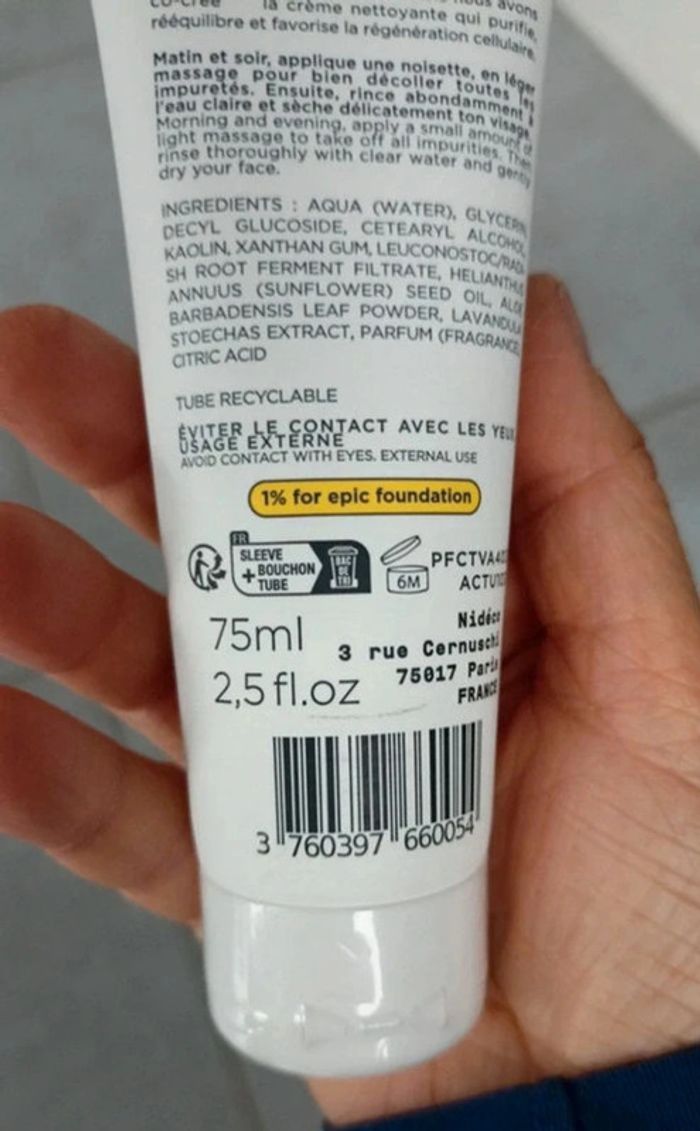 la crème nettoyante qui purifie,
rééquilibre et favorise la régénération cellulaire.
Matin et soir, applique une noisette, en léger
massage pour bien décoller toutes les
impuretés. Ensuite, rince abondamment à
l'eau claire et sèche délicatement ton visage.
Morning and evening, apply a small amount of
light massage to take off all impurities. Then
rinse thoroughly with clear water and gently
dry your face.
INGREDIENTS : AQUA (WATER), GLYCERIN,
DECYL GLUCOSIDE, CETEARYL ALCOHOL,
KAOLIN, XANTHAN GUM, LEUCONOSTOC/RADI
SH ROOT FERMENT FILTRATE, HELIANTHUS
ANNUUS (SUNFLOWER) SEED OIL, ALOE
BARBADENSIS LEAF POWDER, LAVANDULA
STOECHAS EXTRACT, PARFUM (FRAGRANCE),
CITRIC ACID
TUBE RECYCLABLE
ÉVITER LE CONTACT AVEC LES YEUX.
USAGE EXTERNE
AVOID CONTACT WITH EYES. EXTERNAL USE
1% for epic foundation
FR
SLEEVE
+ BOUCHON
TUBE
BAC
DE
TRI
6M
PFCTVA4
ACTU
75ml
2,5 fl.oz
Nidéco
3 rue Cernuschi
75017 Paris
FRANCE
3 760397 660054